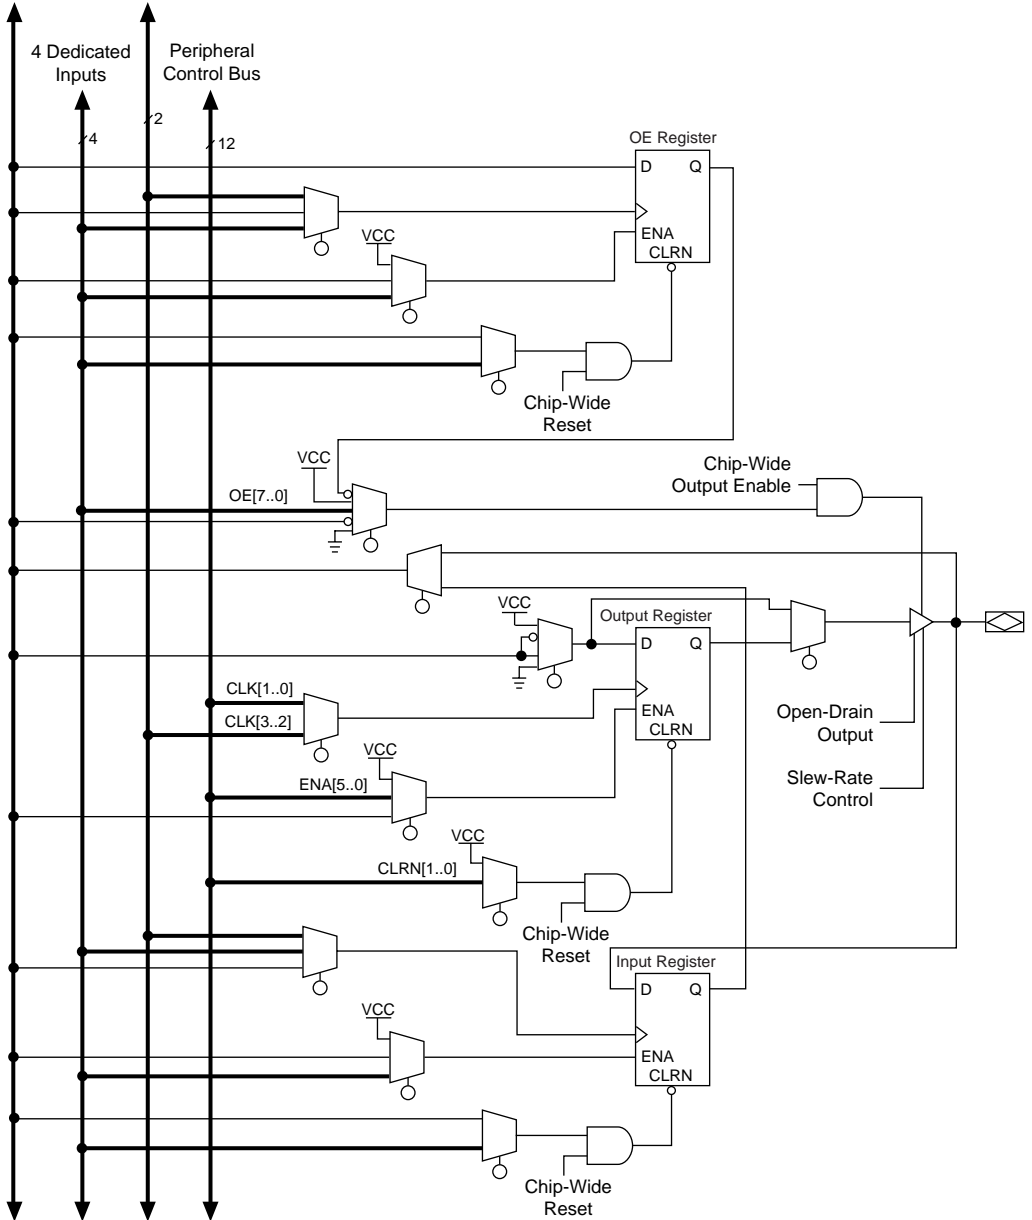 4 Dedicated
Inputs
Peripheral
Control Bus
2
4
12
OE Register
D Q
ENA
CLRN
VCC
Chip-Wide
Reset
VCC
OE[7..0]
Chip-Wide
Output Enable
VCC
Output Register
D Q
ENA
CLRN
CLK[1..0]
CLK[3..2]
VCC
ENA[5..0]
Open-Drain
Output
Slew-Rate
Control
VCC
CLRN[1..0]
Chip-Wide
Reset
Input Register
D Q
ENA
CLRN
VCC
Chip-Wide
Reset